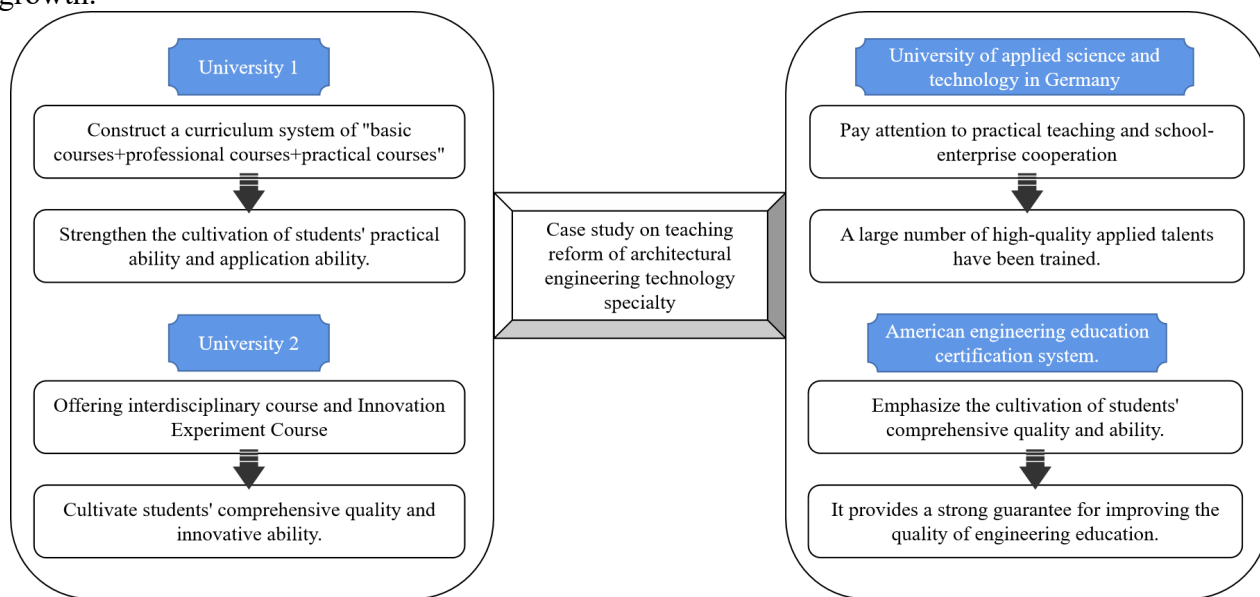 growth.
University 1
Construct a curriculum system of "basic
courses+professional courses+practical courses"
Strengthen the cultivation of students' practical
ability and application ability.
University 2
Offering interdisciplinary course and Innovation
Experiment Course
Cultivate students' comprehensive quality and
innovative ability.
Case study on teaching
reform of architectural
engineering technology
specialty
University of applied science and
technology in Germany
Pay attention to practical teaching and school-
enterprise cooperation
A large number of high-quality applied talents
have been trained.
American engineering education
certification system.
Emphasize the cultivation of students'
comprehensive quality and ability.
It provides a strong guarantee for improving the
quality of engineering education.